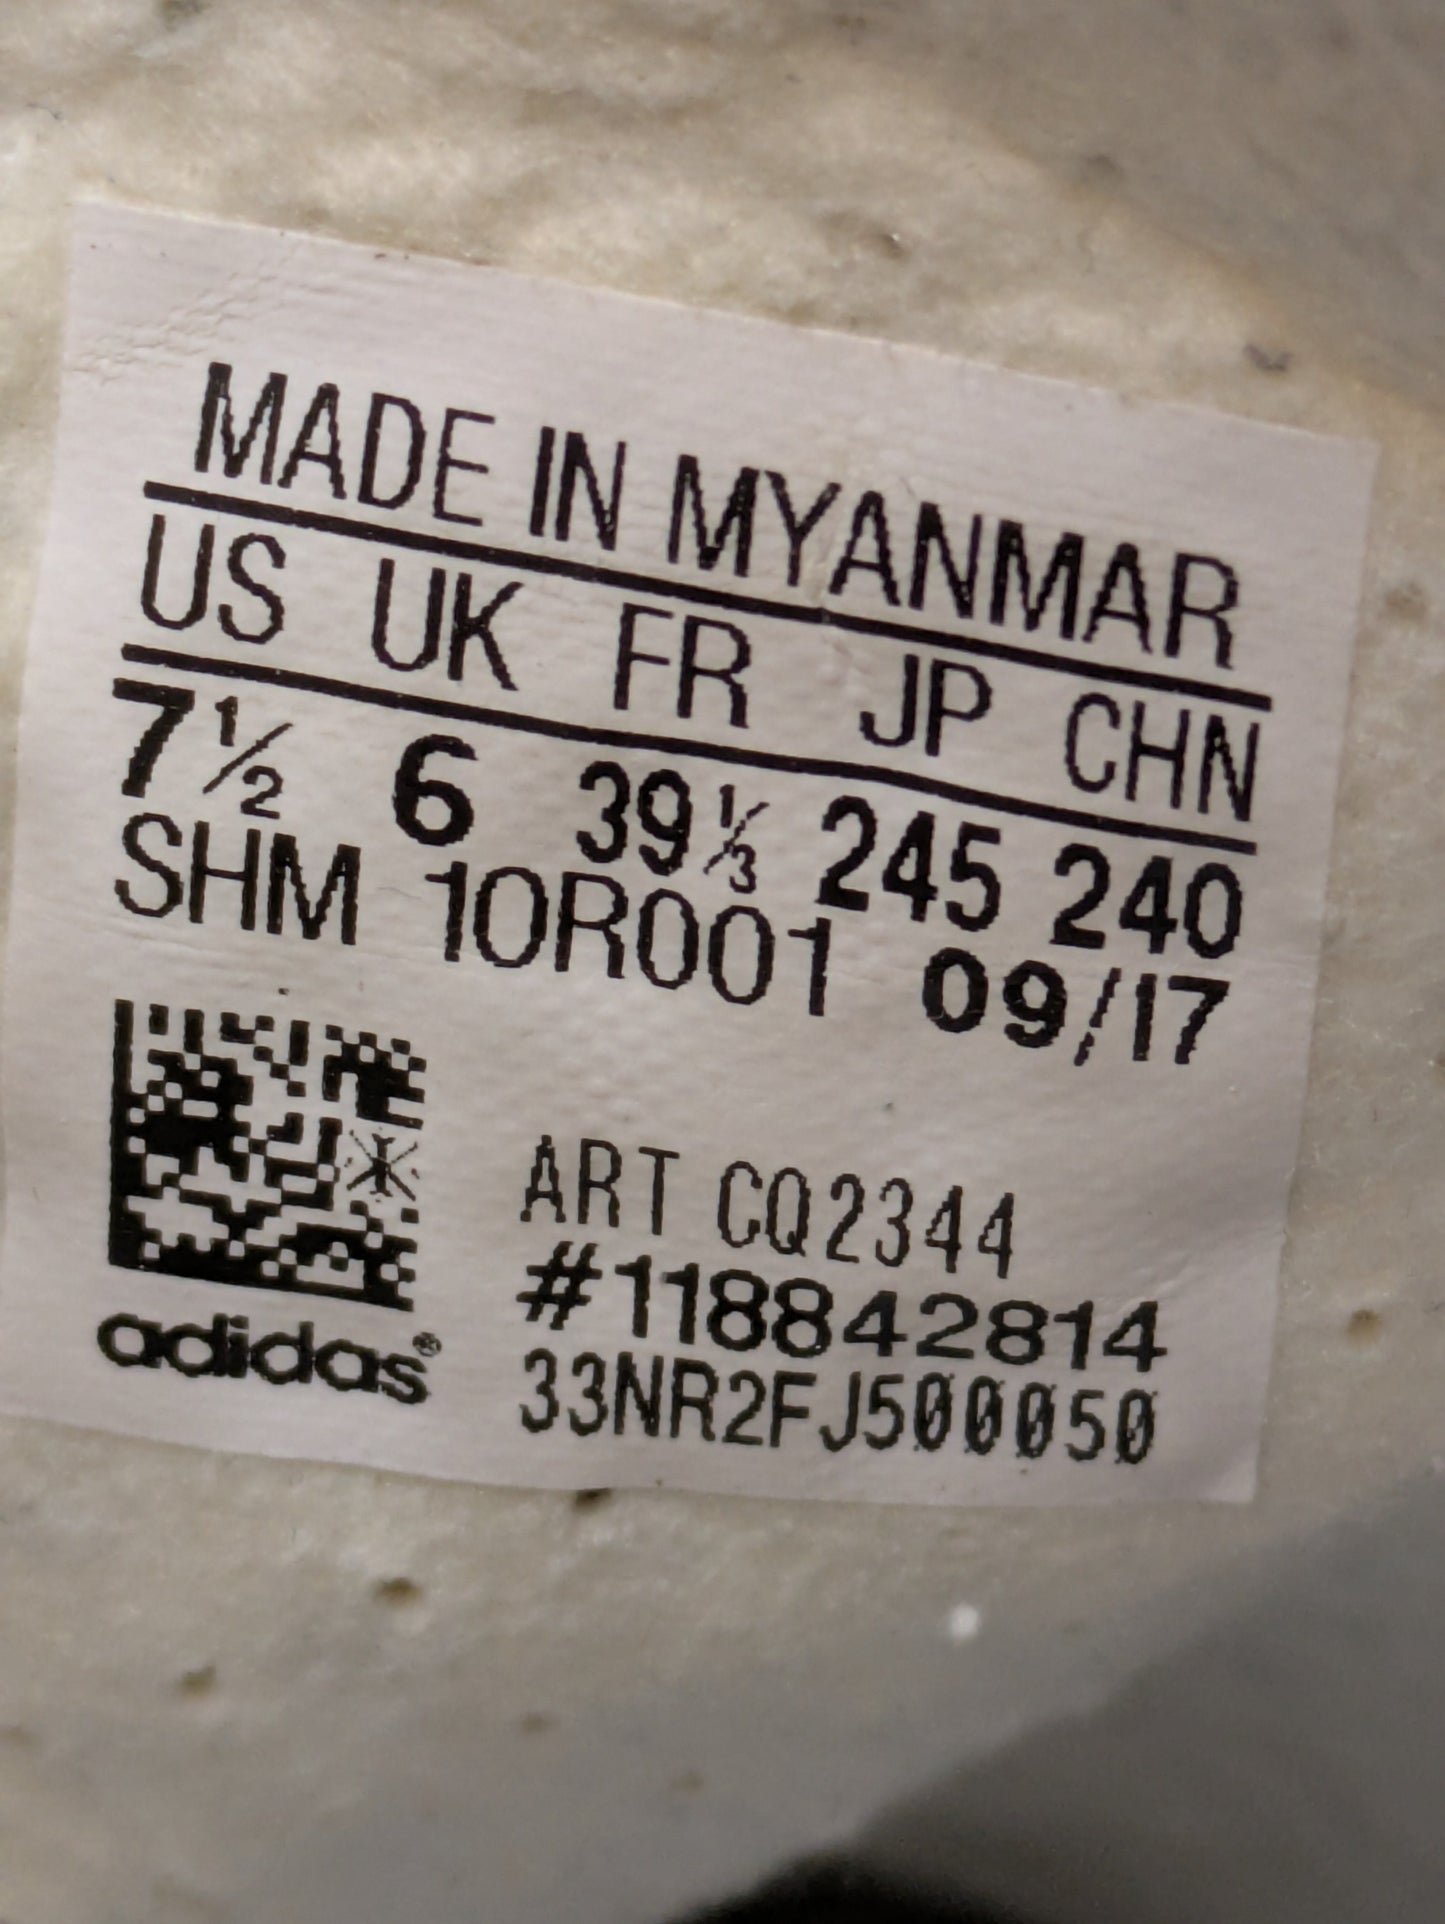 MADE IN MYANMAR
US UK FR JP CHN
7½ 6 39⅓ 245 240
SHM 10R001 09/17
ART CQ2344
#118842814
33NR2FJ500050
adidas®